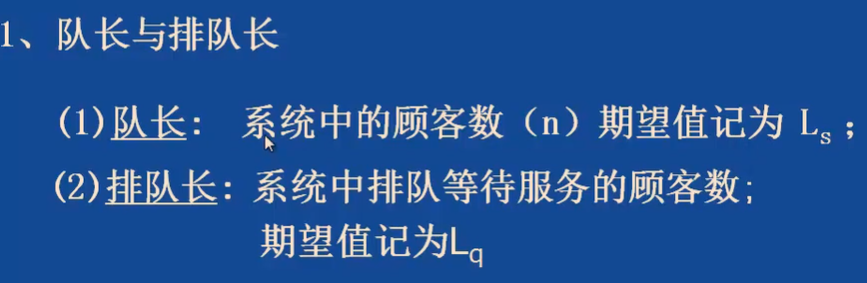 1、队长与排队长
(1)队长： 系统中的顾客数（n）期望值记为 Ls；
(2)排队长：系统中排队等待服务的顾客数;
期望值记为Lq